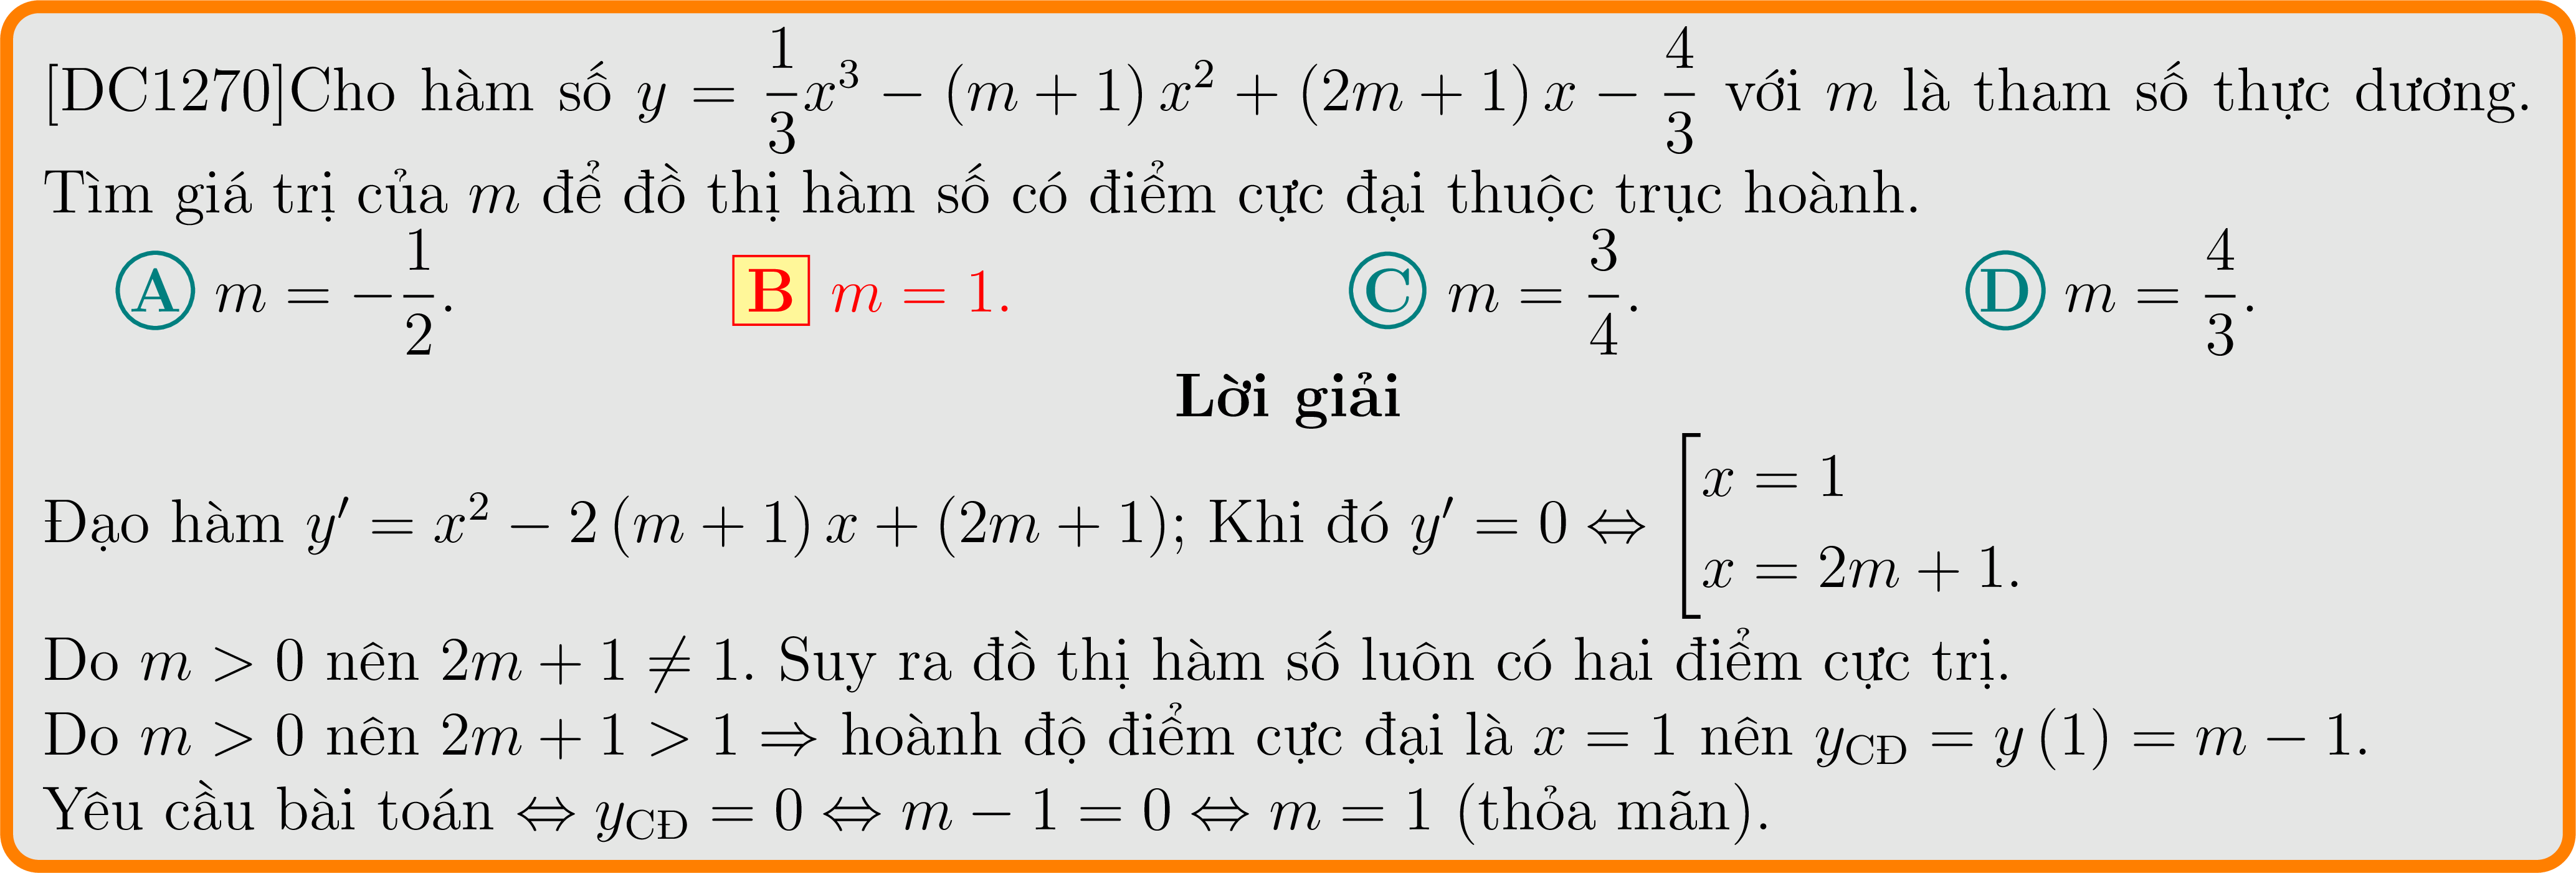 [DC1270]Cho hàm số $y = \dfrac{1}{3}x^3 - (m+1)\,x^2 + (2m+1)\,x - \dfrac{4}{3}$ với $m$ là tham số thực dương.
Tìm giá trị của $m$ để đồ thị hàm số có điểm cực đại thuộc trục hoành.
A $m = -\dfrac{1}{2}$. B $m = 1$. C $m = \dfrac{3}{4}$. D $m = \dfrac{4}{3}$.
Lời giải
Đạo hàm $y' = x^2 - 2\,(m+1)\,x + (2m+1)$; Khi đó $y' = 0 \Leftrightarrow \left[\begin{array}{l} x = 1 \\ x = 2m+1. \end{array}\right.$
Do $m > 0$ nên $2m+1 \neq 1$. Suy ra đồ thị hàm số luôn có hai điểm cực trị.
Do $m > 0$ nên $2m+1 > 1 \Rightarrow$ hoành độ điểm cực đại là $x = 1$ nên $y_{\text{CĐ}} = y\,(1) = m - 1$.
Yêu cầu bài toán $\Leftrightarrow y_{\text{CĐ}} = 0 \Leftrightarrow m - 1 = 0 \Leftrightarrow m = 1$ (thỏa mãn).